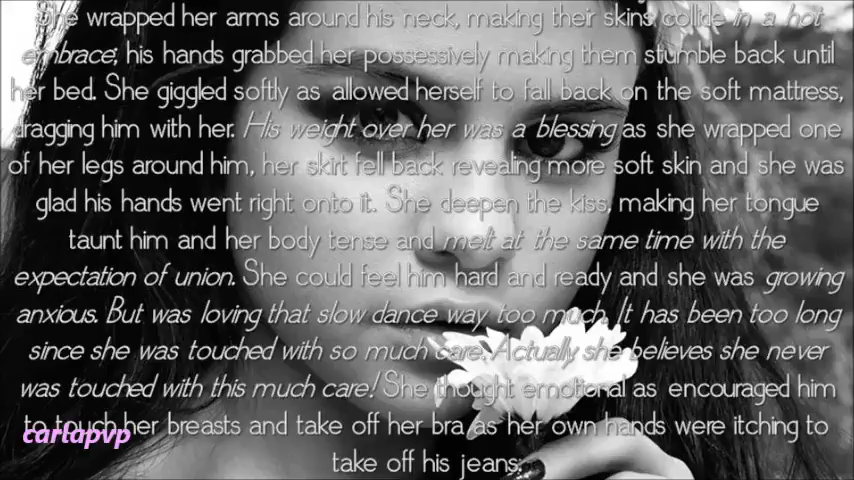 She wrapped her arms around his neck, making their skins collide in a hot
embrace, his hands grabbed her possessively making them stumble back until
her bed. She giggled softly as allowed herself to fall back on the soft mattress,
dragging him with her. His weight over her was a blessing as she wrapped one
of her legs around him, her skirt fell back revealing more soft skin and she was
glad his hands went right onto it. She deepen the kiss, making her tongue
taunt him and her body tense and melt at the same time with the
expectation of union. She could feel him hard and ready and she was growing
anxious. But was loving that slow dance way too much. It has been too long
since she was touched with so much care. Actually she believes she never
was touched with this much care! She thought emotional as encouraged him
to touch her breasts and take off her bra as her own hands were itching to
take off his jeans.
carlapvp